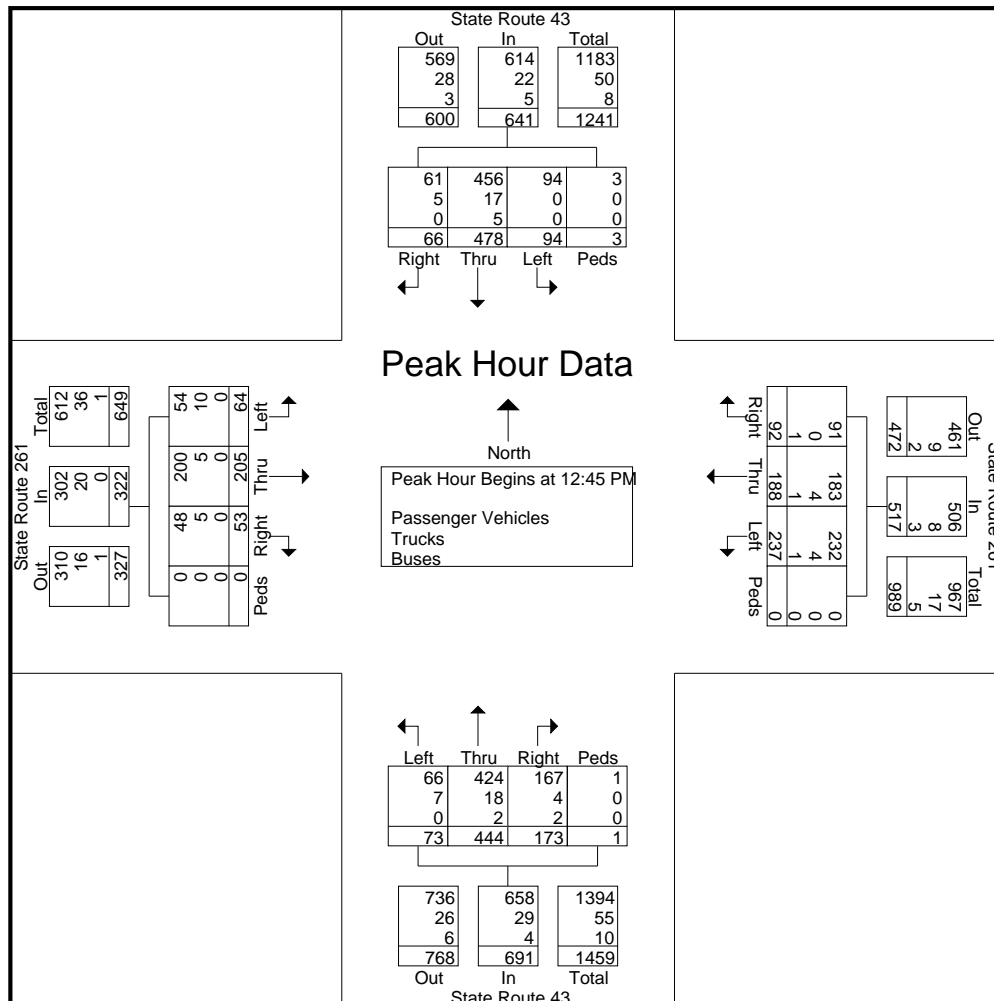 State Route 43
Out In Total
569 614 1183
28 22 50
3 5 8
600 641 1241
61 456 94 3
5 17 0 0
0 5 0 0
66 478 94 3
Right Thru Left Peds
Peak Hour Data
North
Peak Hour Begins at 12:45 PM
Passenger Vehicles
Trucks
Buses
State Route 261
Out In Total
310 302 612
16 20 36
1 0 1
327 322 649
48 200 54
0 5 5 10
0 0 0 0
0 53 205 64
Peds Right Thru Left
State Route 261
Out In Total
461 506 967
9 8 17
2 3 5
472 517 989
91 183 232 0
0 4 4 0
1 1 1 0
92 188 237 0
Right Thru Left Peds
Left Thru Right Peds
66 424 167 1
7 18 4 0
0 2 2 0
73 444 173 1
736 658 1394
26 29 55
6 4 10
768 691 1459
Out In Total
State Route 43